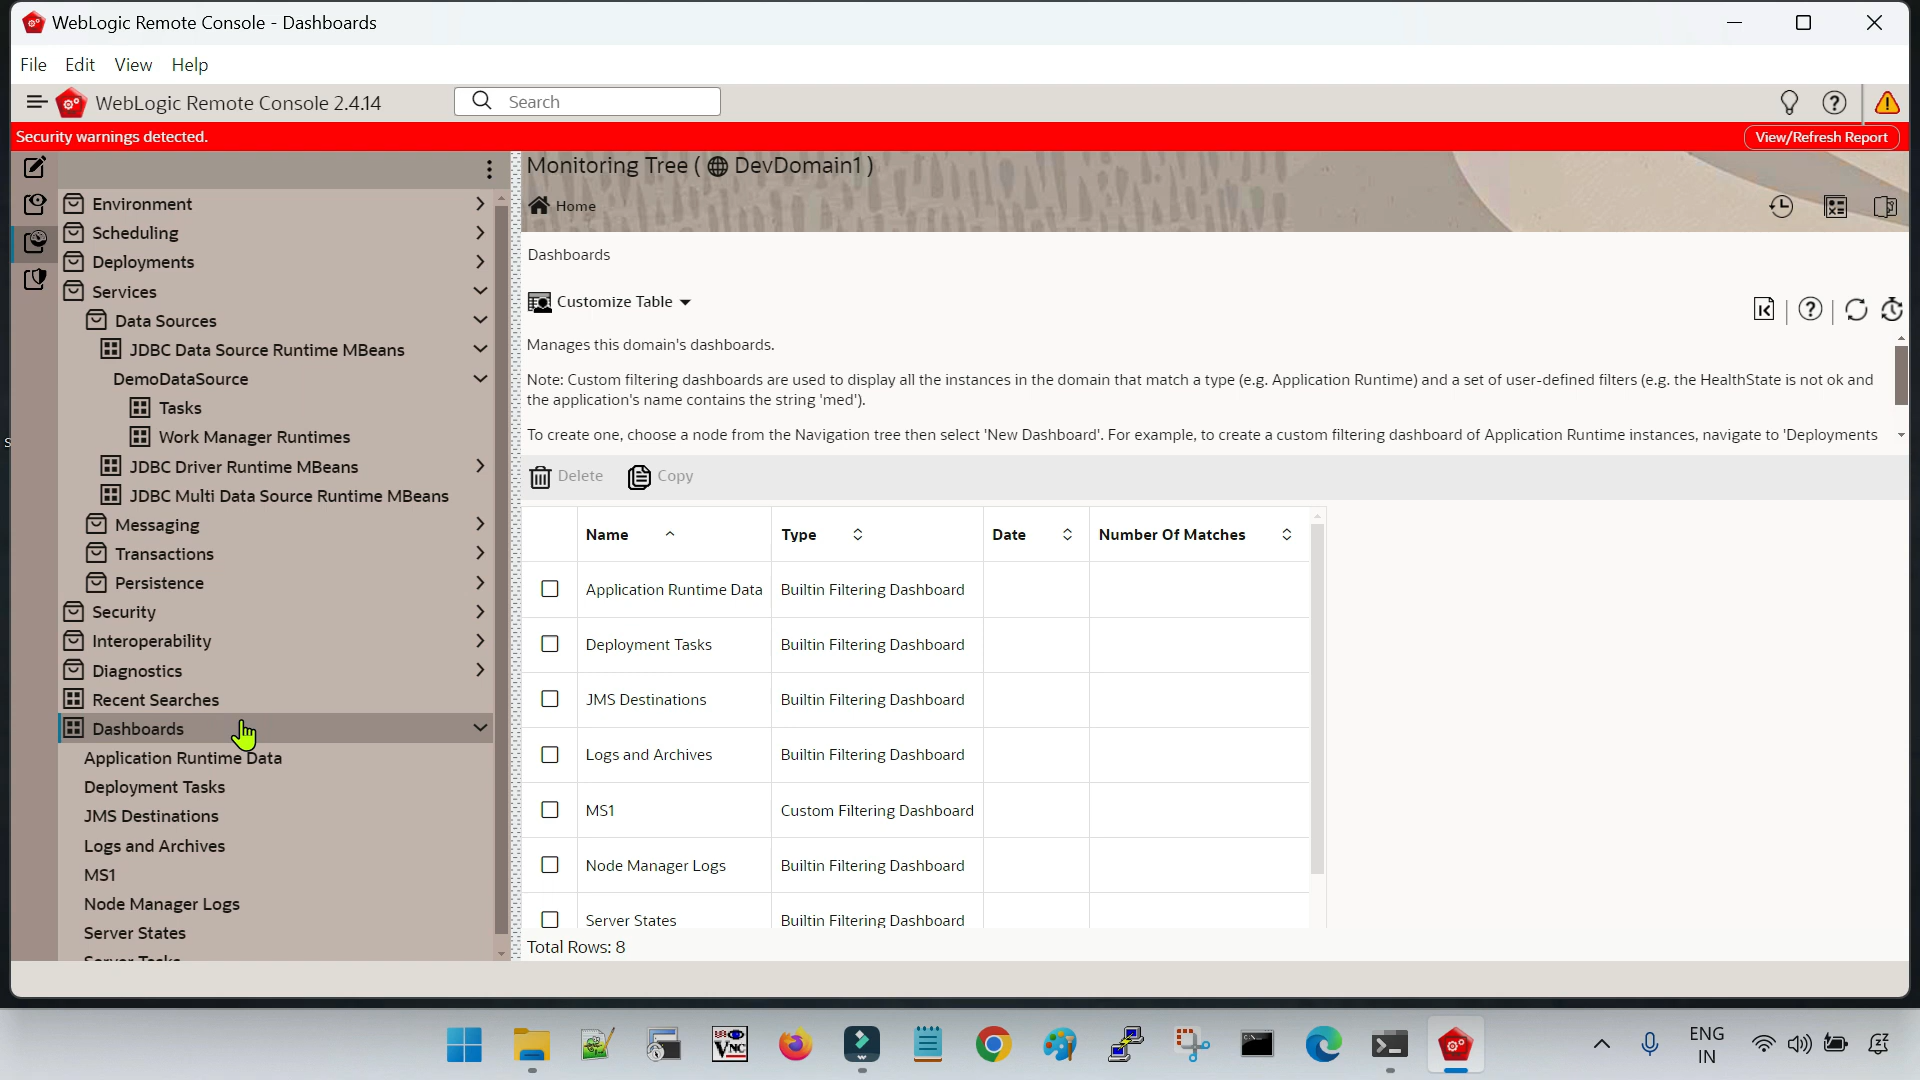 WebLogic Remote Console - Dashboards
File Edit View Help
WebLogic Remote Console 2.4.14
Search
Security warnings detected.
View/Refresh Report
Environment
Scheduling
Deployments
Services
Data Sources
JDBC Data Source Runtime MBeans
DemoDataSource
Tasks
Work Manager Runtimes
JDBC Driver Runtime MBeans
JDBC Multi Data Source Runtime MBeans
Messaging
Transactions
Persistence
Security
Interoperability
Diagnostics
Recent Searches
Dashboards
Application Runtime Data
Deployment Tasks
JMS Destinations
Logs and Archives
MS1
Node Manager Logs
Server States
Server Tasks
Monitoring Tree ( DevDomain1 )
Home
Dashboards
Customize Table
Manages this domain's dashboards.
Note: Custom filtering dashboards are used to display all the instances in the domain that match a type (e.g. Application Runtime) and a set of user-defined filters (e.g. the HealthState is not ok and
the application's name contains the string 'med').
To create one, choose a node from the Navigation tree then select 'New Dashboard'. For example, to create a custom filtering dashboard of Application Runtime instances, navigate to 'Deployments
Delete Copy
Name Type Date Number Of Matches
Application Runtime Data Builtin Filtering Dashboard
Deployment Tasks Builtin Filtering Dashboard
JMS Destinations Builtin Filtering Dashboard
Logs and Archives Builtin Filtering Dashboard
MS1 Custom Filtering Dashboard
Node Manager Logs Builtin Filtering Dashboard
Server States Builtin Filtering Dashboard
Total Rows: 8
S
VNC
ENG
IN